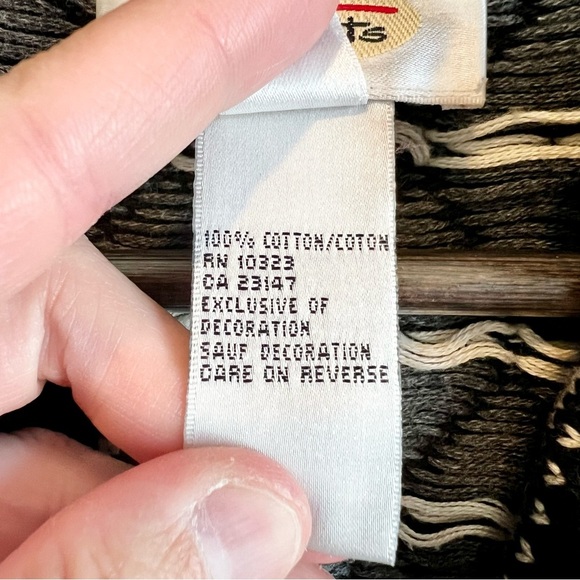 100% COTTON/COTON
RN 10323
CA 23147
EXCLUSIVE OF
DECORATION
SAUF DECORATION
CARE ON REVERSE